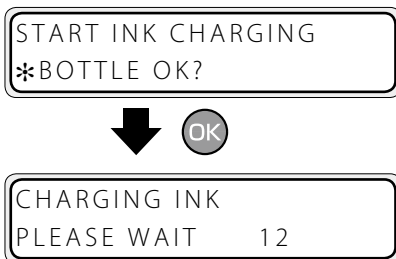 START INK CHARGING
*BOTTLE OK?
OK
CHARGING INK
PLEASE WAIT 12